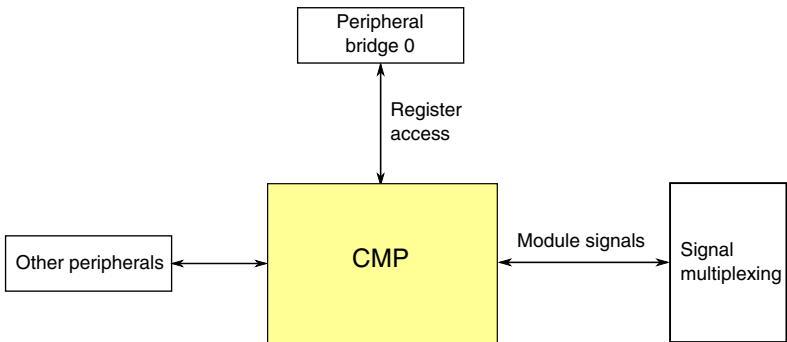 Peripheral
bridge 0
Register
access
Other peripherals
CMP
Module signals
Signal
multiplexing